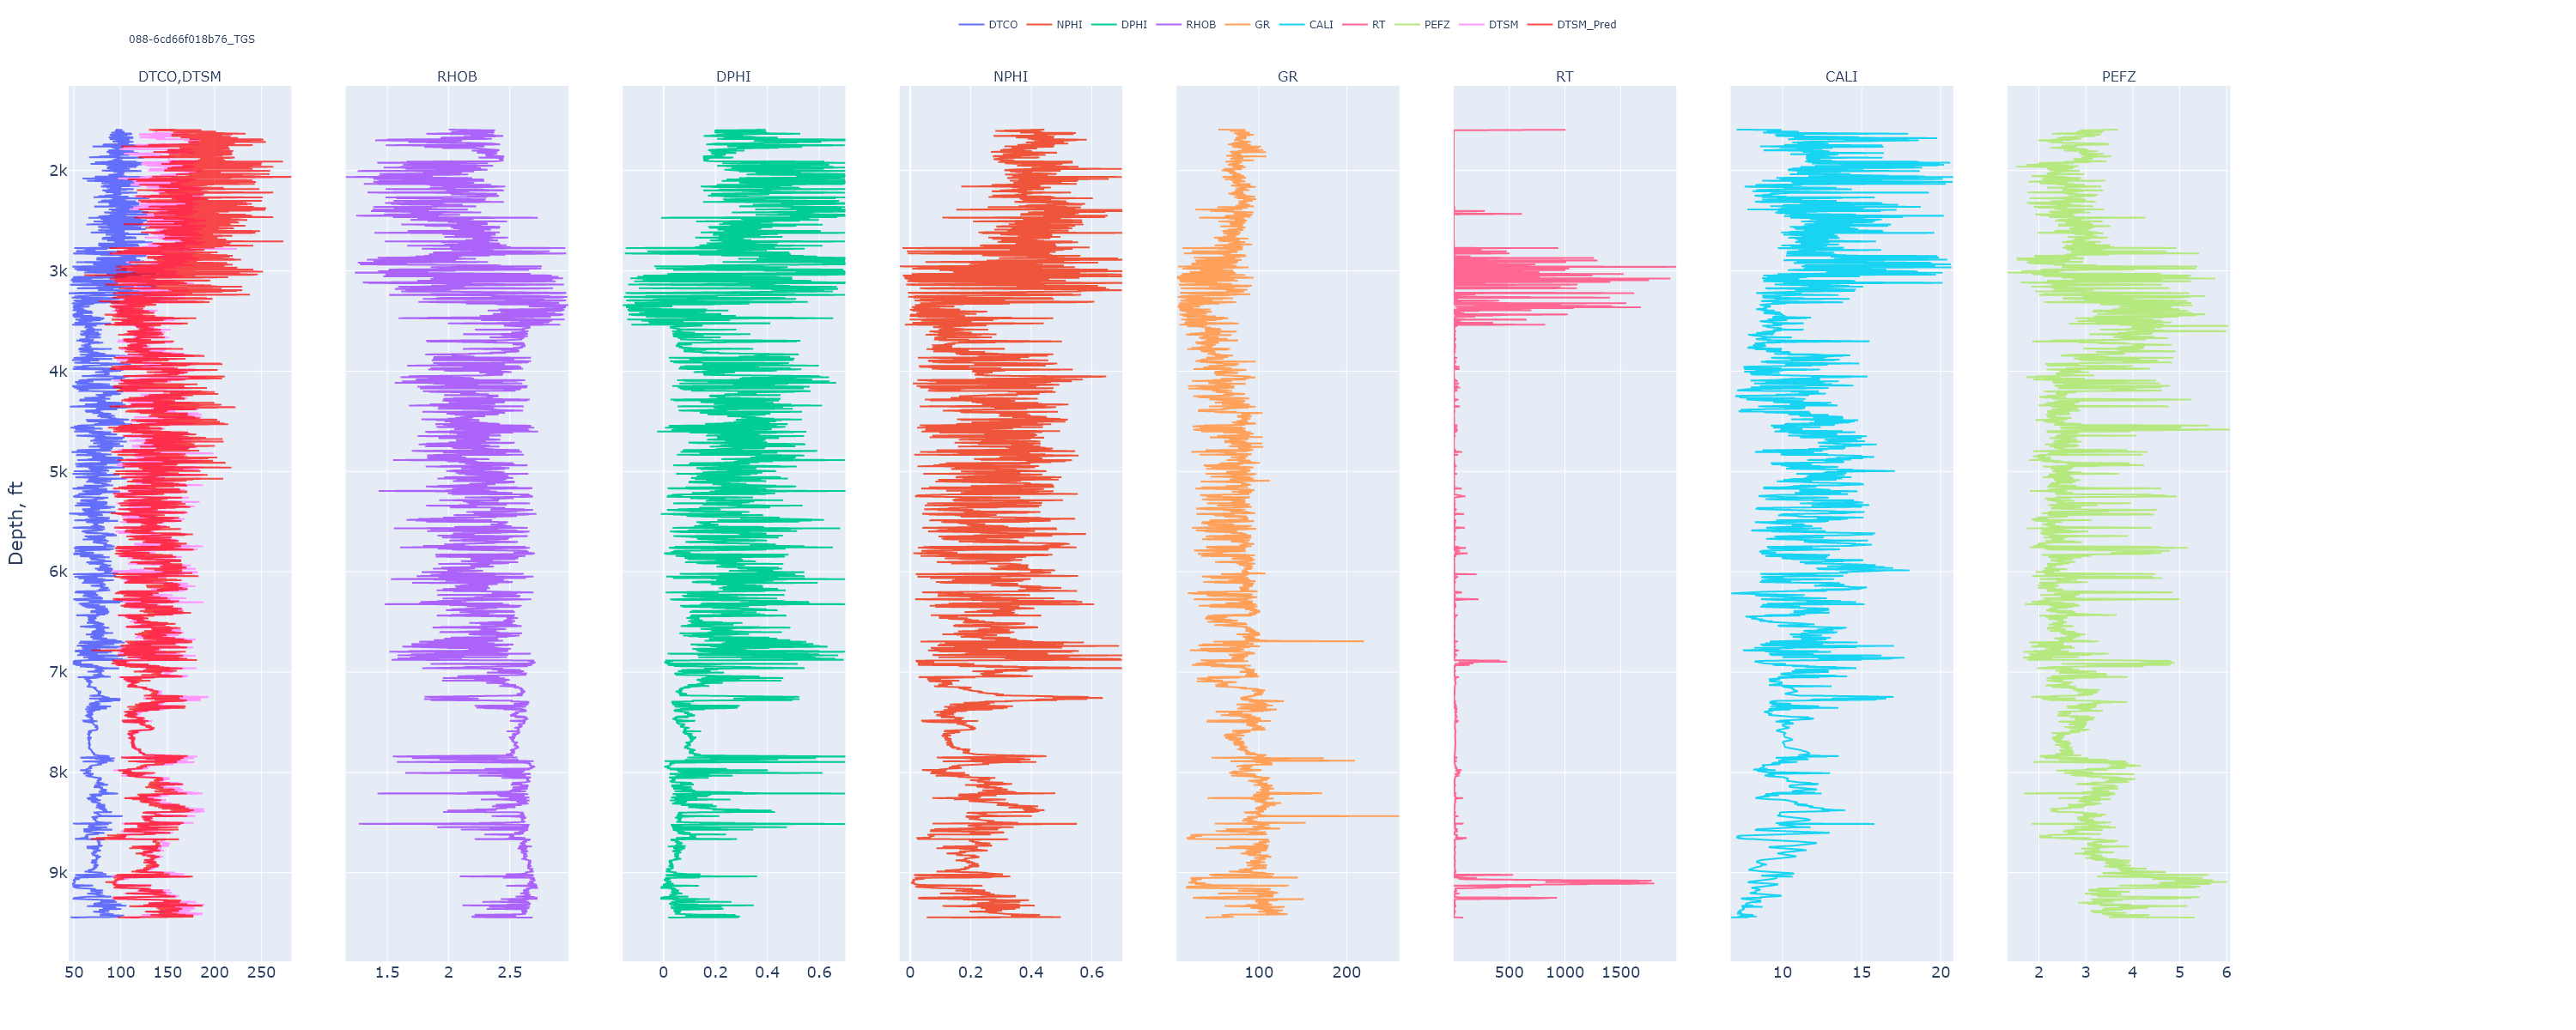 DTCO NPHI DPHI RHOB GR CALI RT PEFZ DTSM DTSM_Pred
088-6cd66f018b76_TGS
DTCO,DTSM RHOB DPHI NPHI GR RT CALI PEFZ
Depth, ft
2k
3k
4k
5k
6k
7k
8k
9k
50 100 150 200 250 1.5 2 2.5 0 0.2 0.4 0.6 0 0.2 0.4 0.6 100 200 500 1000 1500 10 15 20 2 3 4 5 6